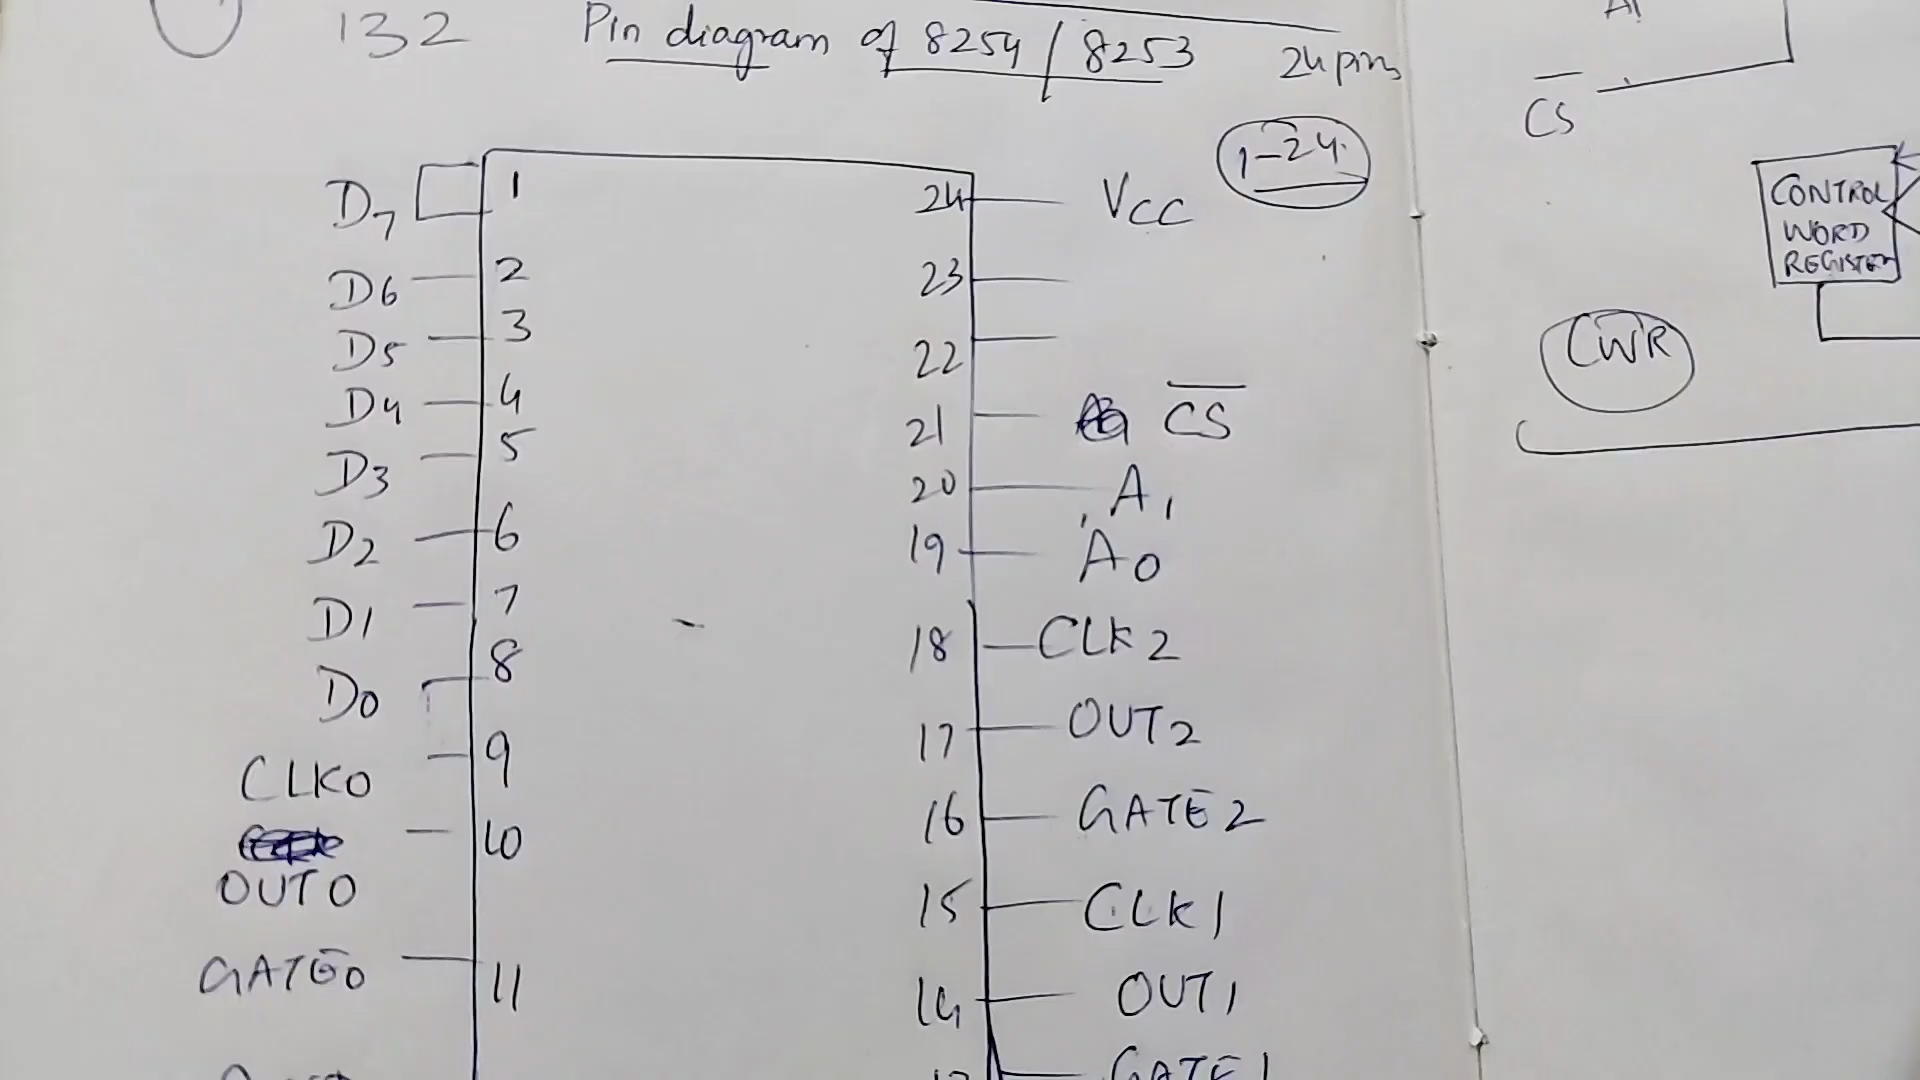 132 Pin diagram of 8254 / 8253 24 pins
1-24
D7 1
D6 2
D5 3
D4 4
D3 5
D2 6
D1 7
D0 8
CLK0 9
10
OUT0
GATE0 11
24 VCC
23
22
21 CS
20 A1
19 A0
18 CLK2
17 OUT2
16 GATE2
15 CLK1
14 OUT1
13 GATE1
A1
CS
CONTROL
WORD
REGISTER
CWR